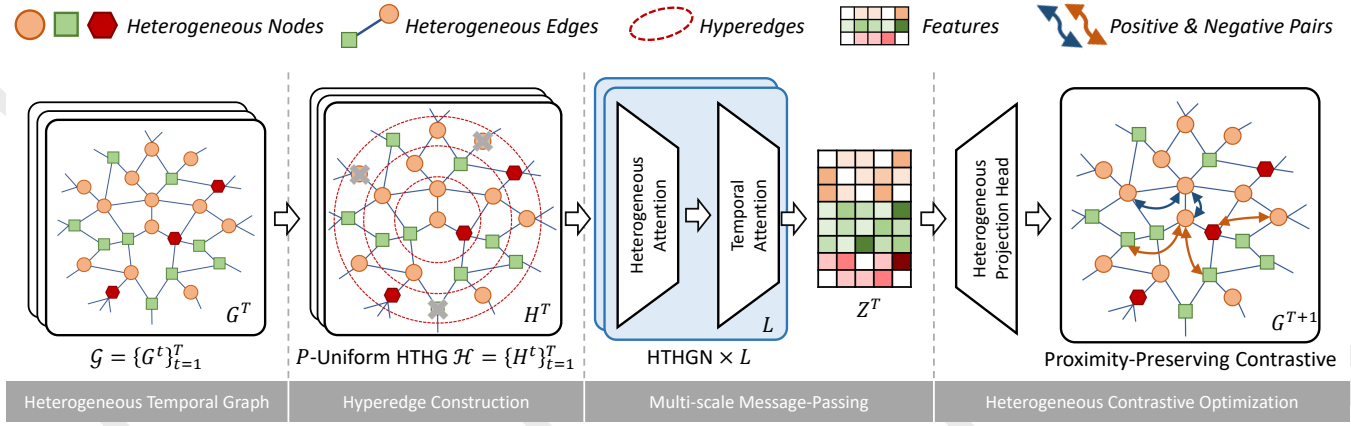 Heterogeneous Nodes
Heterogeneous Edges
Hyperedges
Features
Positive & Negative Pairs
G^T
𝒢 = {G^t}_{t=1}^T
Heterogeneous Temporal Graph
H^T
P-Uniform HTHG ℋ = {H^t}_{t=1}^T
Hyperedge Construction
Heterogeneous
Attention
Temporal
Attention
L
HTHGN × L
Z^T
Multi-scale Message-Passing
Heterogeneous
Projection Head
G^{T+1}
Proximity-Preserving Contrastive
Heterogeneous Contrastive Optimization